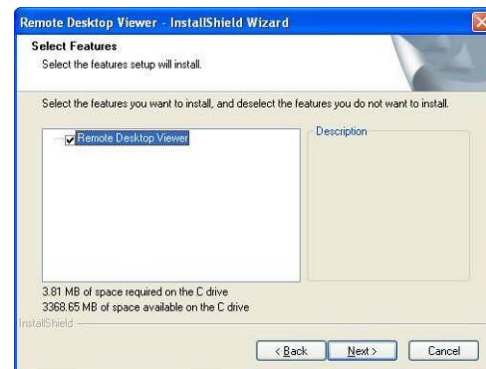 Remote Desktop Viewer - InstallShield Wizard
Select Features
Select the features setup will install.
Select the features you want to install, and deselect the features you do not want to install.
Remote Desktop Viewer
Description
3.81 MB of space required on the C drive
3368.65 MB of space available on the C drive
InstallShield
< Back
Next >
Cancel